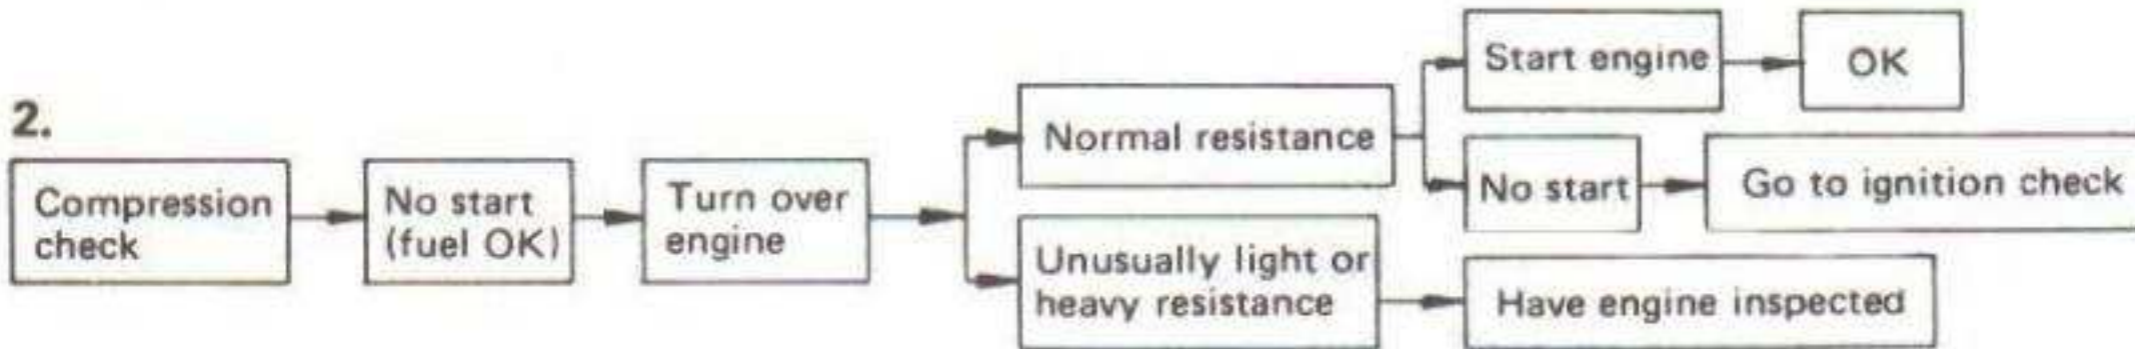 2.
Compression
check
No start
(fuel OK)
Turn over
engine
Normal resistance
Start engine
OK
No start
Go to ignition check
Unusually light or
heavy resistance
Have engine inspected